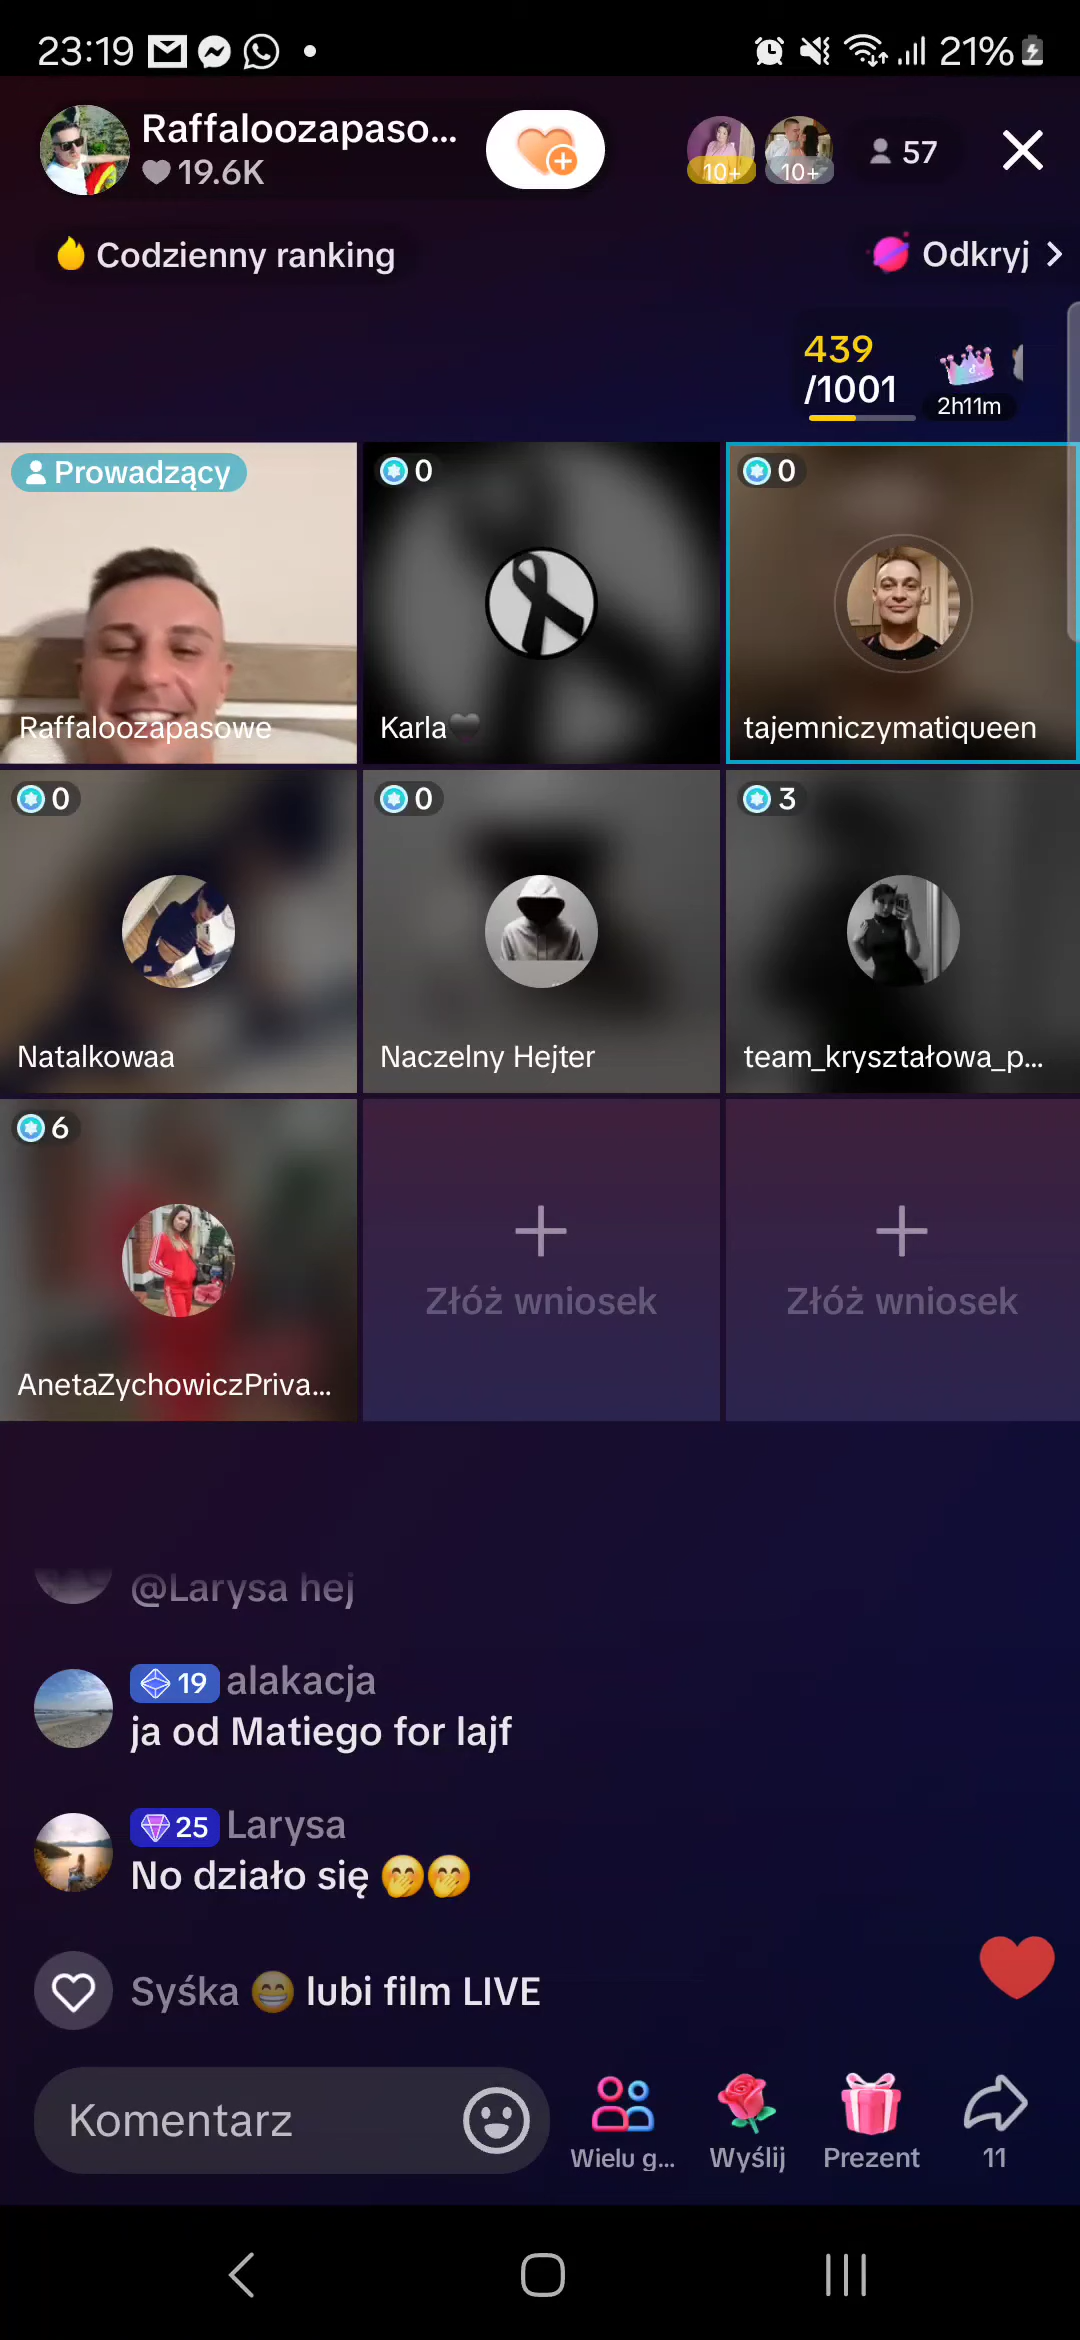 23:19
21%
Raffaloozapaso...
19.6K
10+
10+
57
Codzienny ranking
Odkryj
439
/1001
2h11m
Prowadzący
Raffaloozapasowe
0
Karla🖤
0
tajemniczymatiqueen
0
Natalkowaa
0
Naczelny Hejter
3
team_kryształowa_p...
6
AnetaZychowiczPriva...
Złóż wniosek
Złóż wniosek
@Larysa hej
19 alakacja
ja od Matiego for lajf
25 Larysa
No działo się 🤭🤭
Syśka 😁 lubi film LIVE
Komentarz
Wielu g...
Wyślij
Prezent
11